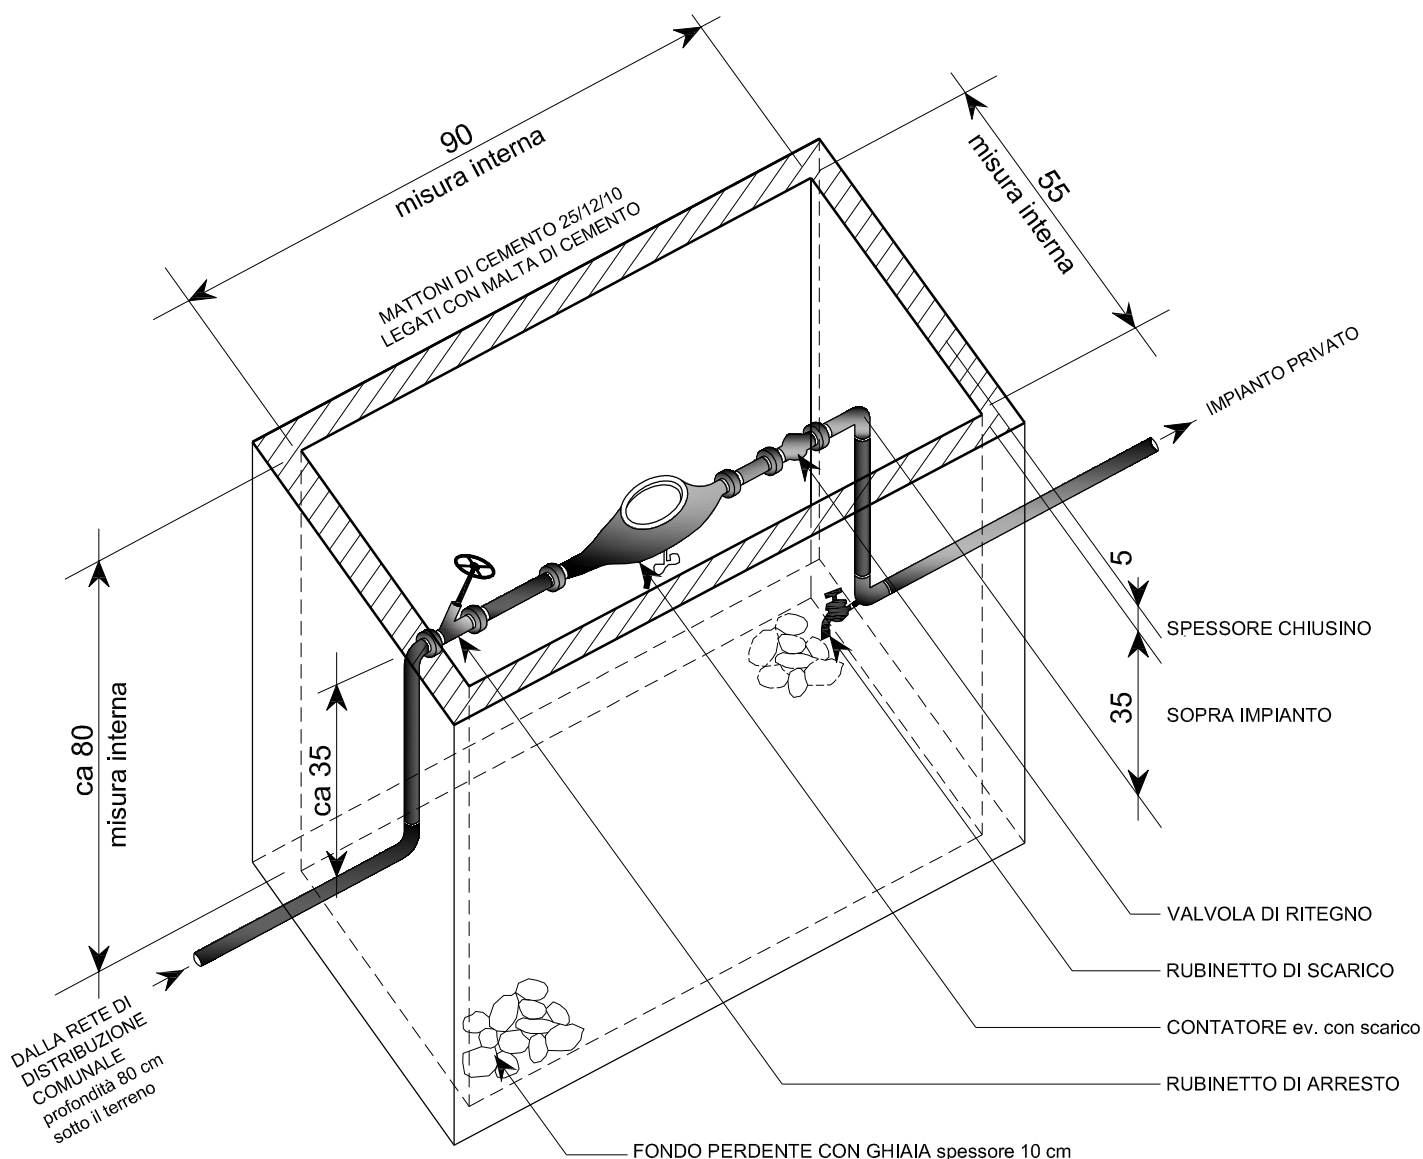 90
misura interna
55
misura interna
MATTONI DI CEMENTO 25/12/10
LEGATI CON MALTA DI CEMENTO
IMPIANTO PRIVATO
5
SPESSORE CHIUSINO
35
SOPRA IMPIANTO
ca 80
misura interna
ca 35
VALVOLA DI RITEGNO
RUBINETTO DI SCARICO
CONTATORE ev. con scarico
RUBINETTO DI ARRESTO
DALLA RETE DI
DISTRIBUZIONE
COMUNALE
profondità 80 cm
sotto il terreno
FONDO PERDENTE CON GHIAIA spessore 10 cm